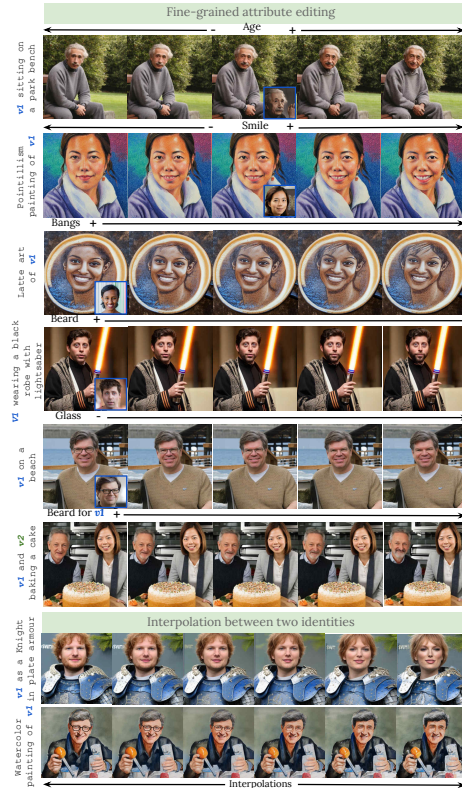 Fine-grained attribute editing
- Age +
v1 sitting on
a park bench
- Smile +
Pointillism
painting of v1
Bangs +
Latte art
of v1
Beard +
v1 wearing a black
robe with
lightsaber
Glass -
v1 on a
beach
Beard for v1 +
v1 and v2
baking a cake
Interpolation between two identities
v1 as a Knight
in plate armour
Watercolor
painting of v1
Interpolations